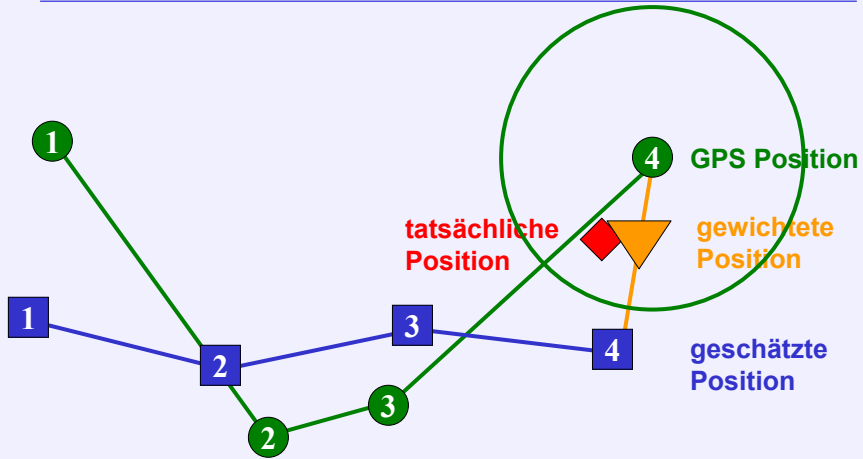 1
4
GPS Position
tatsächliche
Position
gewichtete
Position
1
2
3
4
geschätzte
Position
3
2